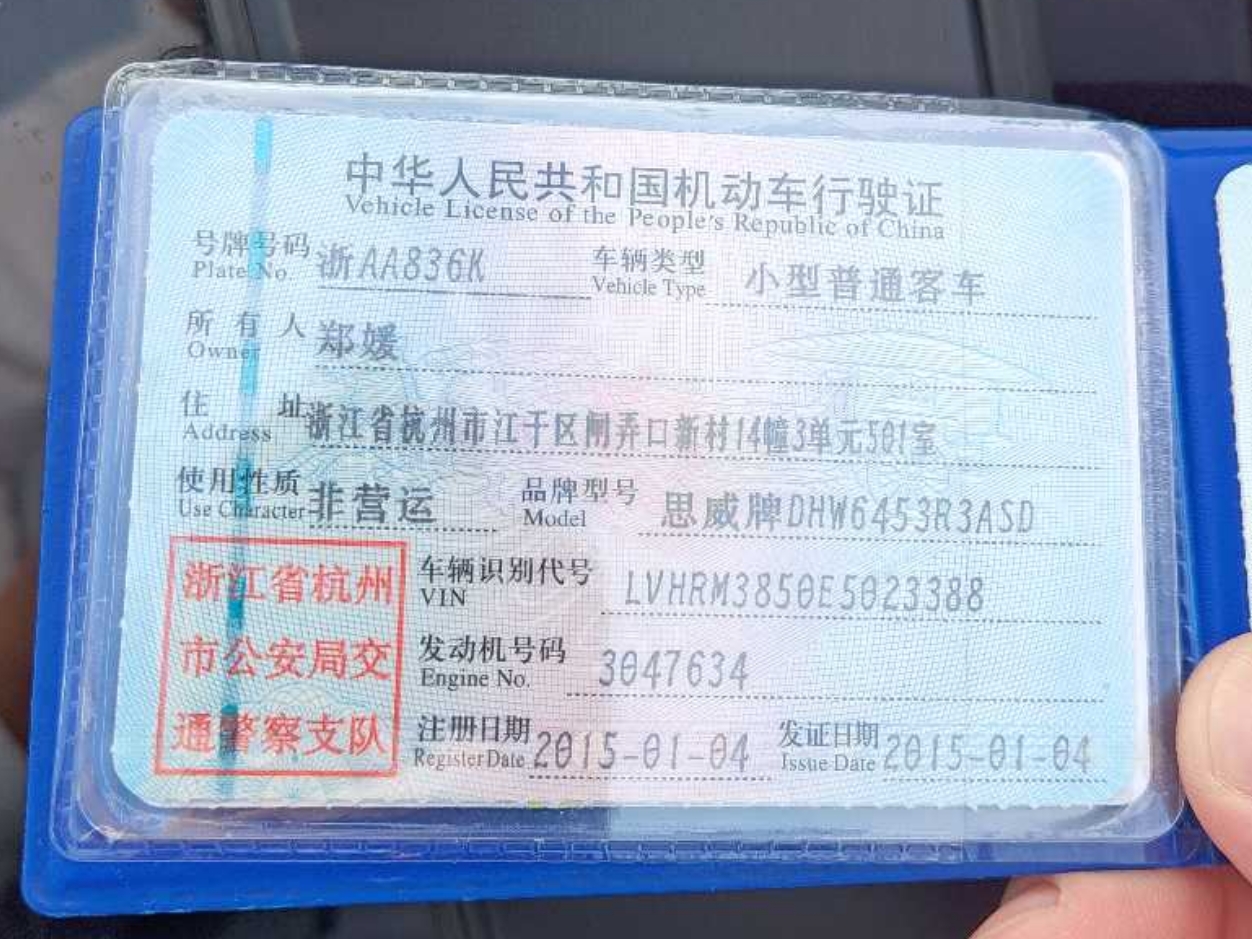 中华人民共和国机动车行驶证
Vehicle License of the People's Republic of China
号牌号码 浙AA836K 车辆类型 小型普通客车
Plate No. Vehicle Type
所有人 郑媛
Owner
住址 浙江省杭州市江干区闸弄口新村14幢3单元501室
Address
使用性质 非营运 品牌型号 思威牌DHW6453R3ASD
Use Character Model
浙江省杭州
市公安局交
通警察支队
车辆识别代号 LVHRM3850E5023388
VIN
发动机号码 3047634
Engine No.
注册日期 2015-01-04 发证日期 2015-01-04
Register Date Issue Date